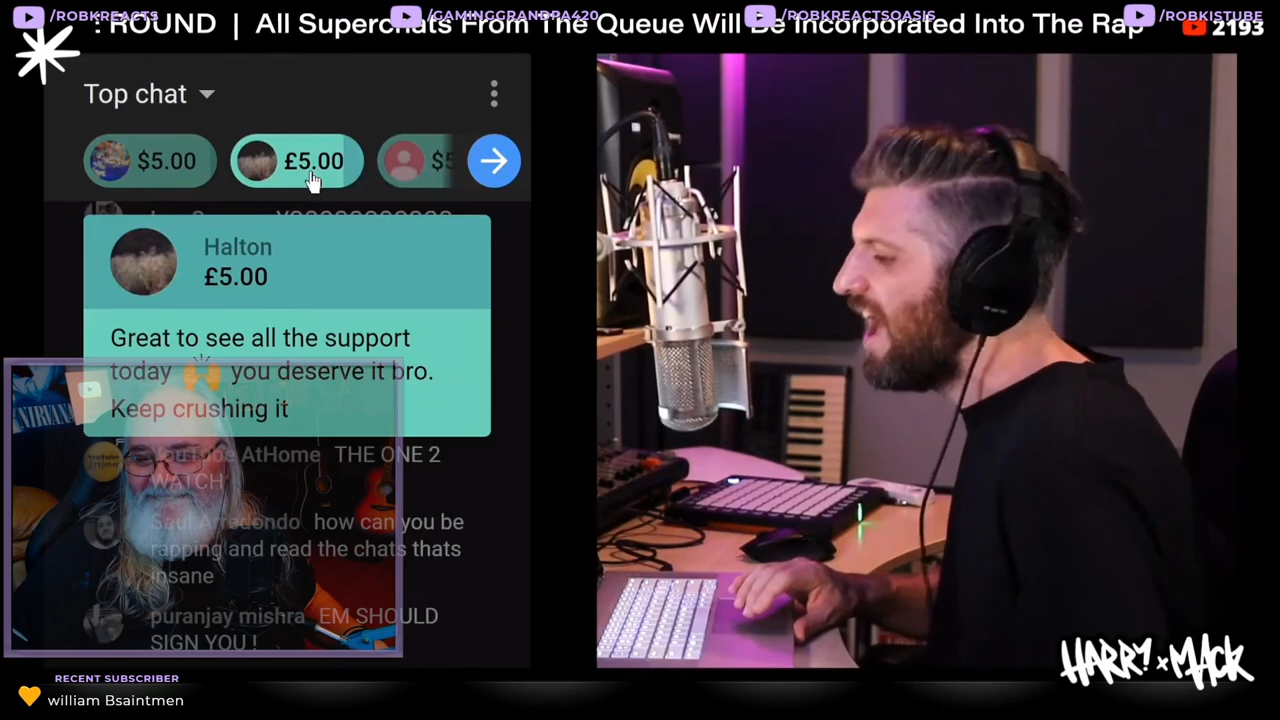 /ROBKREACTS
/GAMINGGRANDPA420
/ROBKREACTSOASIS
/ROBKISTUBE
: ROUND | All Superchats From The Queue Will Be Incorporated Into The Rap
2193
Top chat
$5.00
£5.00
$5
Halton
£5.00
Great to see all the support
today 🙌 you deserve it bro.
Keep crushing it
NIRVANA
YouTube AtHome THE ONE 2
WATCH
Saul Arredondo how can you be
rapping and read the chats thats
insane
puranjay mishra EM SHOULD
SIGN YOU !
HARRY MACK
RECENT SUBSCRIBER
william Bsaintmen